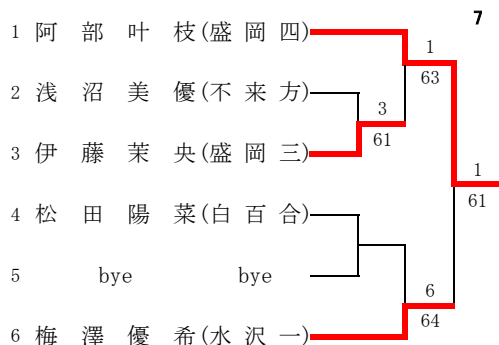 7
1 阿部叶枝(盛岡四)
1
63
2 浅沼美優(不来方)
3
61
3 伊藤茉央(盛岡三)
1
61
4 松田陽菜(白百合)
5 bye bye
6
64
6 梅澤優希(水沢一)